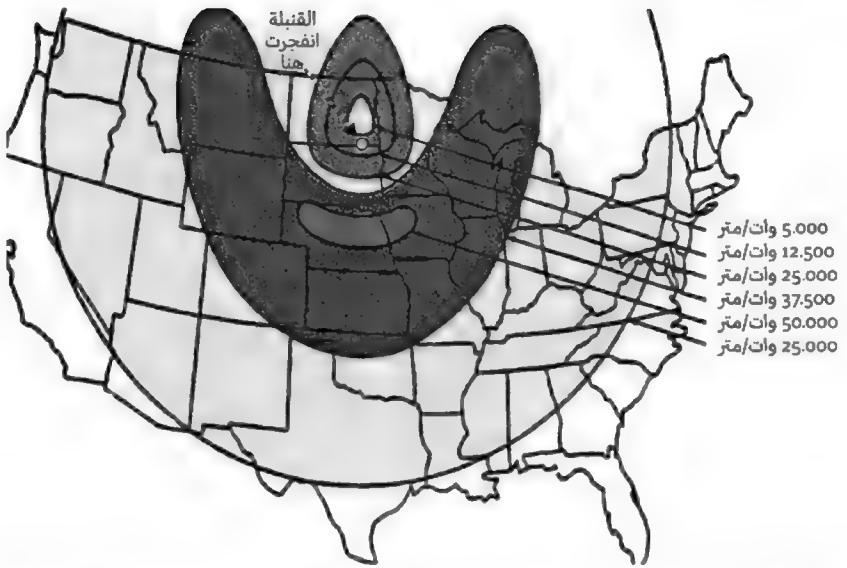 القنبلة
انفجرت
هنا
5.000 وات/متر
12.500 وات/متر
25.000 وات/متر
37.500 وات/متر
50.000 وات/متر
25.000 وات/متر